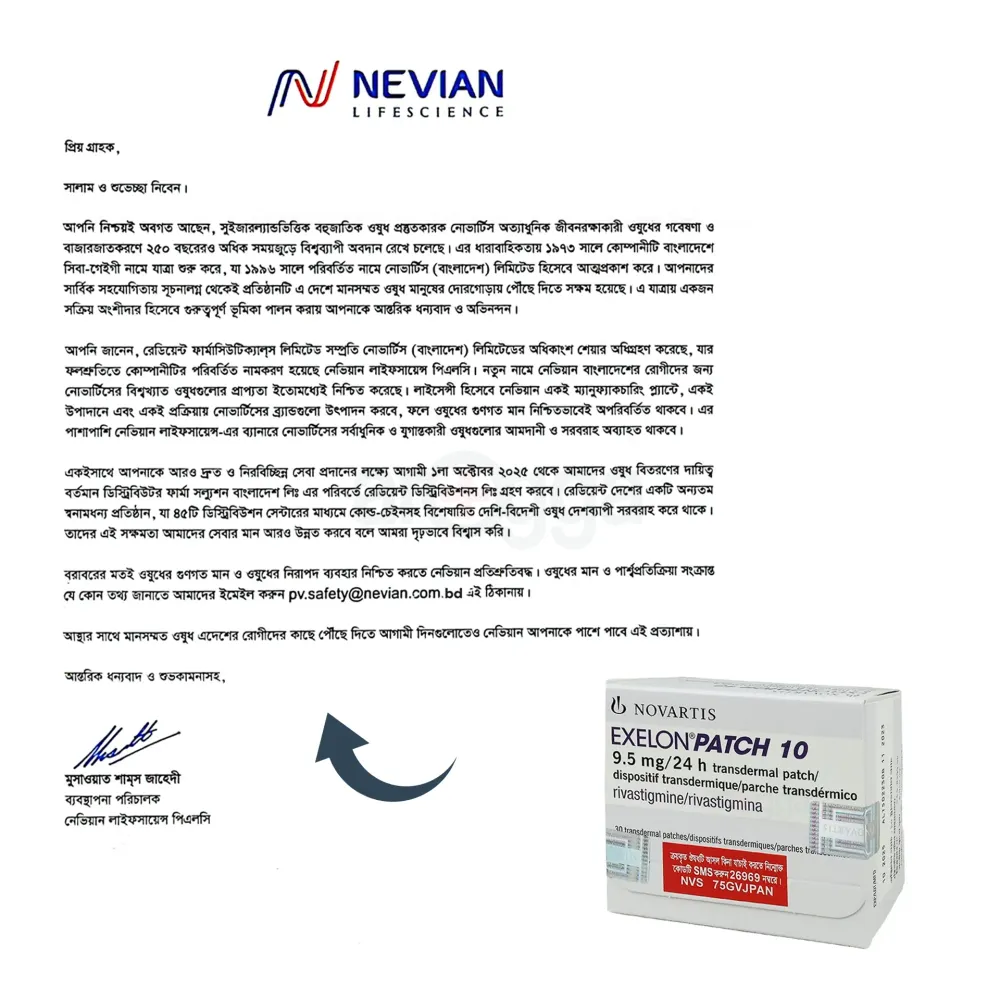 NEVIAN
LIFESCIENCE
প্রিয় গ্রাহক,
সালাম ও শুভেচ্ছা নিবেন।
আপনি নিশ্চয়ই অবগত আছেন, সুইজারল্যান্ডভিত্তিক বহুজাতিক ওষুধ প্রস্তুতকারক নোভার্টিস অত্যাধুনিক জীবনরক্ষাকারী ওষুধের গবেষণা ও
বাজারজাতকরণে ২৫০ বছরেরও অধিক সময়জুড়ে বিশ্বব্যাপী অবদান রেখে চলেছে। এর ধারাবাহিকতায় ১৯৭৩ সালে কোম্পানীটি বাংলাদেশে
সিবা-গেইগী নামে যাত্রা শুরু করে, যা ১৯৯৬ সালে পরিবর্তিত নামে নোভার্টিস (বাংলাদেশ) লিমিটেড হিসেবে আত্মপ্রকাশ করে। আপনাদের
সার্বিক সহযোগিতায় সূচনালগ্ন থেকেই প্রতিষ্ঠানটি এ দেশে মানসম্মত ওষুধ মানুষের দোরগোড়ায় পৌঁছে দিতে সক্ষম হয়েছে। এ যাত্রায় একজন
সক্রিয় অংশীদার হিসেবে গুরুত্বপূর্ণ ভূমিকা পালন করায় আপনাকে আন্তরিক ধন্যবাদ ও অভিনন্দন।
আপনি জানেন, রেডিয়েন্ট ফার্মাসিউটিক্যাল্স লিমিটেড সম্প্রতি নোভার্টিস (বাংলাদেশ) লিমিটেডের অধিকাংশ শেয়ার অধিগ্রহণ করেছে, যার
ফলশ্রুতিতে কোম্পানীটির পরিবর্তিত নামকরণ হয়েছে নেভিয়ান লাইফসায়েন্স পিএলসি। নতুন নামে নেভিয়ান বাংলাদেশের রোগীদের জন্য
নোভার্টিসের বিশ্বখ্যাত ওষুধগুলোর প্রাপ্যতা ইতোমধ্যেই নিশ্চিত করেছে। লাইসেন্সী হিসেবে নেভিয়ান একই ম্যানুফ্যাকচারিং প্ল্যান্টে, একই
উপাদানে এবং একই প্রক্রিয়ায় নোভার্টিসের ব্র্যান্ডগুলো উৎপাদন করবে, ফলে ওষুধের গুণগত মান নিশ্চিতভাবেই অপরিবর্তিত থাকবে। এর
পাশাপাশি নেভিয়ান লাইফসায়েন্স-এর ব্যানারে নোভার্টিসের সর্বাধুনিক ও যুগান্তকারী ওষুধগুলোর আমদানী ও সরবরাহ অব্যাহত থাকবে।
একইসাথে আপনাকে আরও দ্রুত ও নিরবিচ্ছিন্ন সেবা প্রদানের লক্ষ্যে আগামী ১লা অক্টোবর ২০২৫ থেকে আমাদের ওষুধ বিতরণের দায়িত্ব
বর্তমান ডিস্ট্রিবিউটর ফার্মা সল্যুশন বাংলাদেশ লিঃ এর পরিবর্তে রেডিয়েন্ট ডিস্ট্রিবিউশনস লিঃ গ্রহণ করবে। রেডিয়েন্ট দেশের একটি অন্যতম
স্বনামধন্য প্রতিষ্ঠান, যা ৪৫টি ডিস্ট্রিবিউশন সেন্টারের মাধ্যমে কোল্ড-চেইনসহ বিশেষায়িত দেশি-বিদেশী ওষুধ দেশব্যাপী সরবরাহ করে থাকে।
তাদের এই সক্ষমতা আমাদের সেবার মান আরও উন্নত করবে বলে আমরা দৃঢ়ভাবে বিশ্বাস করি।
বরাবরের মতই ওষুধের গুণগত মান ও ওষুধের নিরাপদ ব্যবহার নিশ্চিত করতে নেভিয়ান প্রতিশ্রুতিবদ্ধ। ওষুধের মান ও পার্শ্বপ্রতিক্রিয়া সংক্রান্ত
যে কোন তথ্য জানাতে আমাদের ইমেইল করুন pv.safety@nevian.com.bd এই ঠিকানায়।
আস্থার সাথে মানসম্মত ওষুধ এদেশের রোগীদের কাছে পৌঁছে দিতে আগামী দিনগুলোতেও নেভিয়ান আপনাকে পাশে পাবে এই প্রত্যাশায়।
আন্তরিক ধন্যবাদ ও শুভকামনাসহ,
মুসাওয়াত শাম্‌স জাহেদী
ব্যবস্থাপনা পরিচালক
নেভিয়ান লাইফসায়েন্স পিএলসি
NOVARTIS
EXELON® PATCH 10
9.5 mg/24 h transdermal patch/
dispositif transdermique/parche transdérmico
rivastigmine/rivastigmina
30 transdermal patches/dispositifs transdermiques/parches
ক্রয়কৃত ঔষধটি আসল কিনা যাচাই করতে নিম্নোক্ত
কোডটি SMS করুন 26969 নম্বরে।
NVS 75GVJPAN